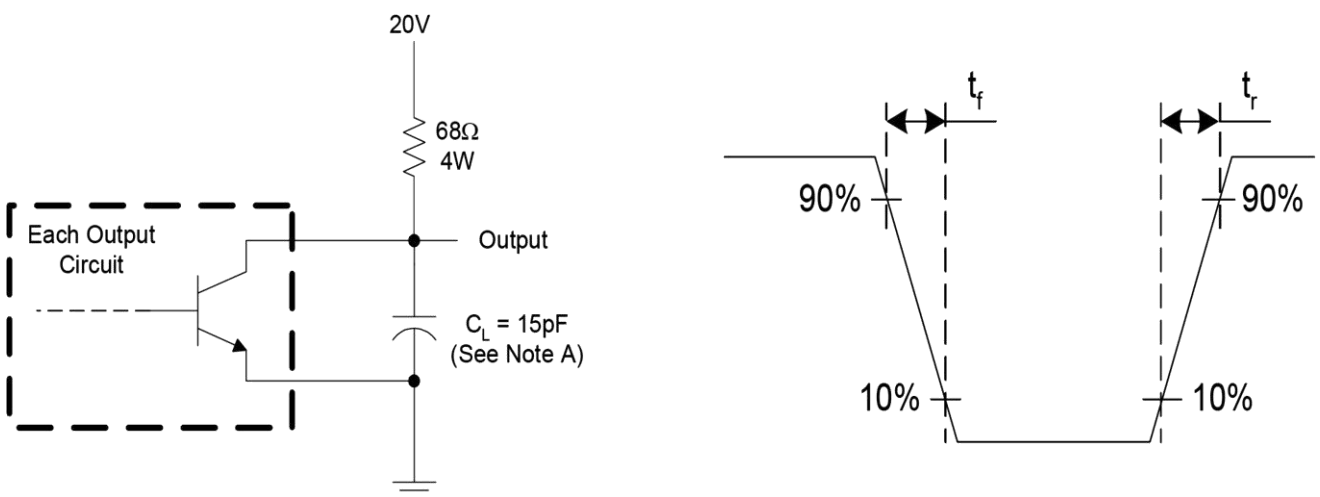 20V
68Ω
4W
Each Output
Circuit
Output
C_L = 15pF
(See Note A)
t_f
t_r
90%
90%
10%
10%